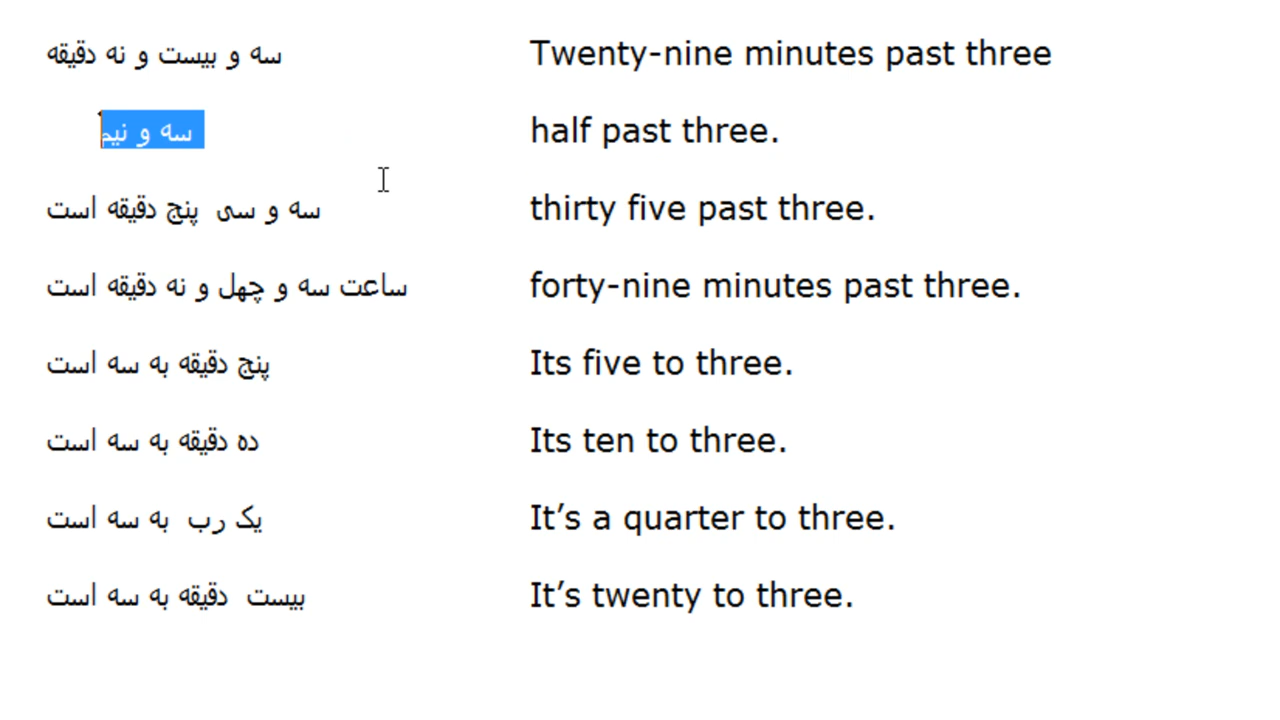 سه و بیست و نه دقیقه
Twenty-nine minutes past three
سه و نیم
half past three.
سه و سی  پنج دقیقه است
thirty five past three.
ساعت سه و چهل و نه دقیقه است
forty-nine minutes past three.
پنج دقیقه به سه است
Its five to three.
ده دقیقه به سه است
Its ten to three.
یک رب  به سه است
It’s a quarter to three.
بیست  دقیقه به سه است
It’s twenty to three.